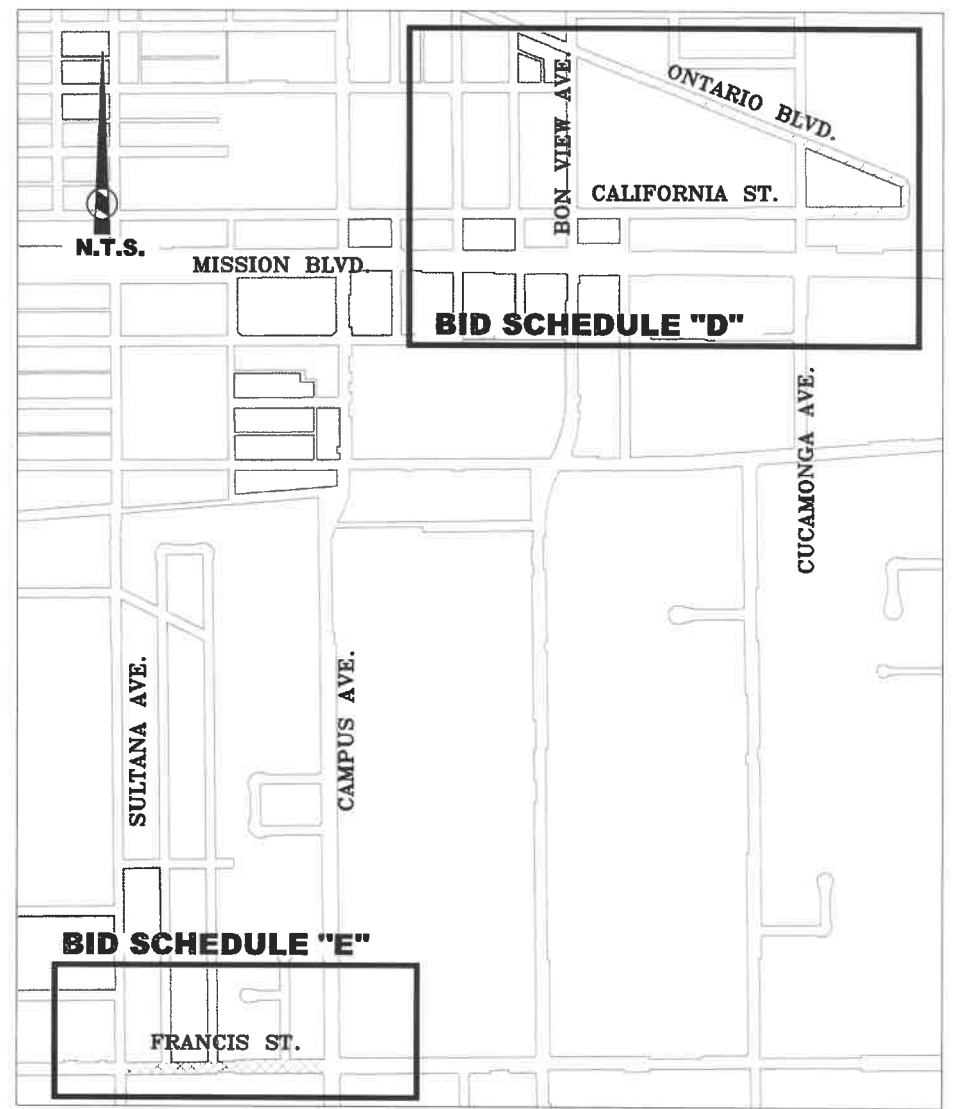 ONTARIO BLVD.
BON VIEW AVE.
CALIFORNIA ST.
N.T.S.
MISSION BLVD.
BID SCHEDULE "D"
CUCAMONGA AVE.
SULTANA AVE.
CAMPUS AVE.
BID SCHEDULE "E"
FRANCIS ST.